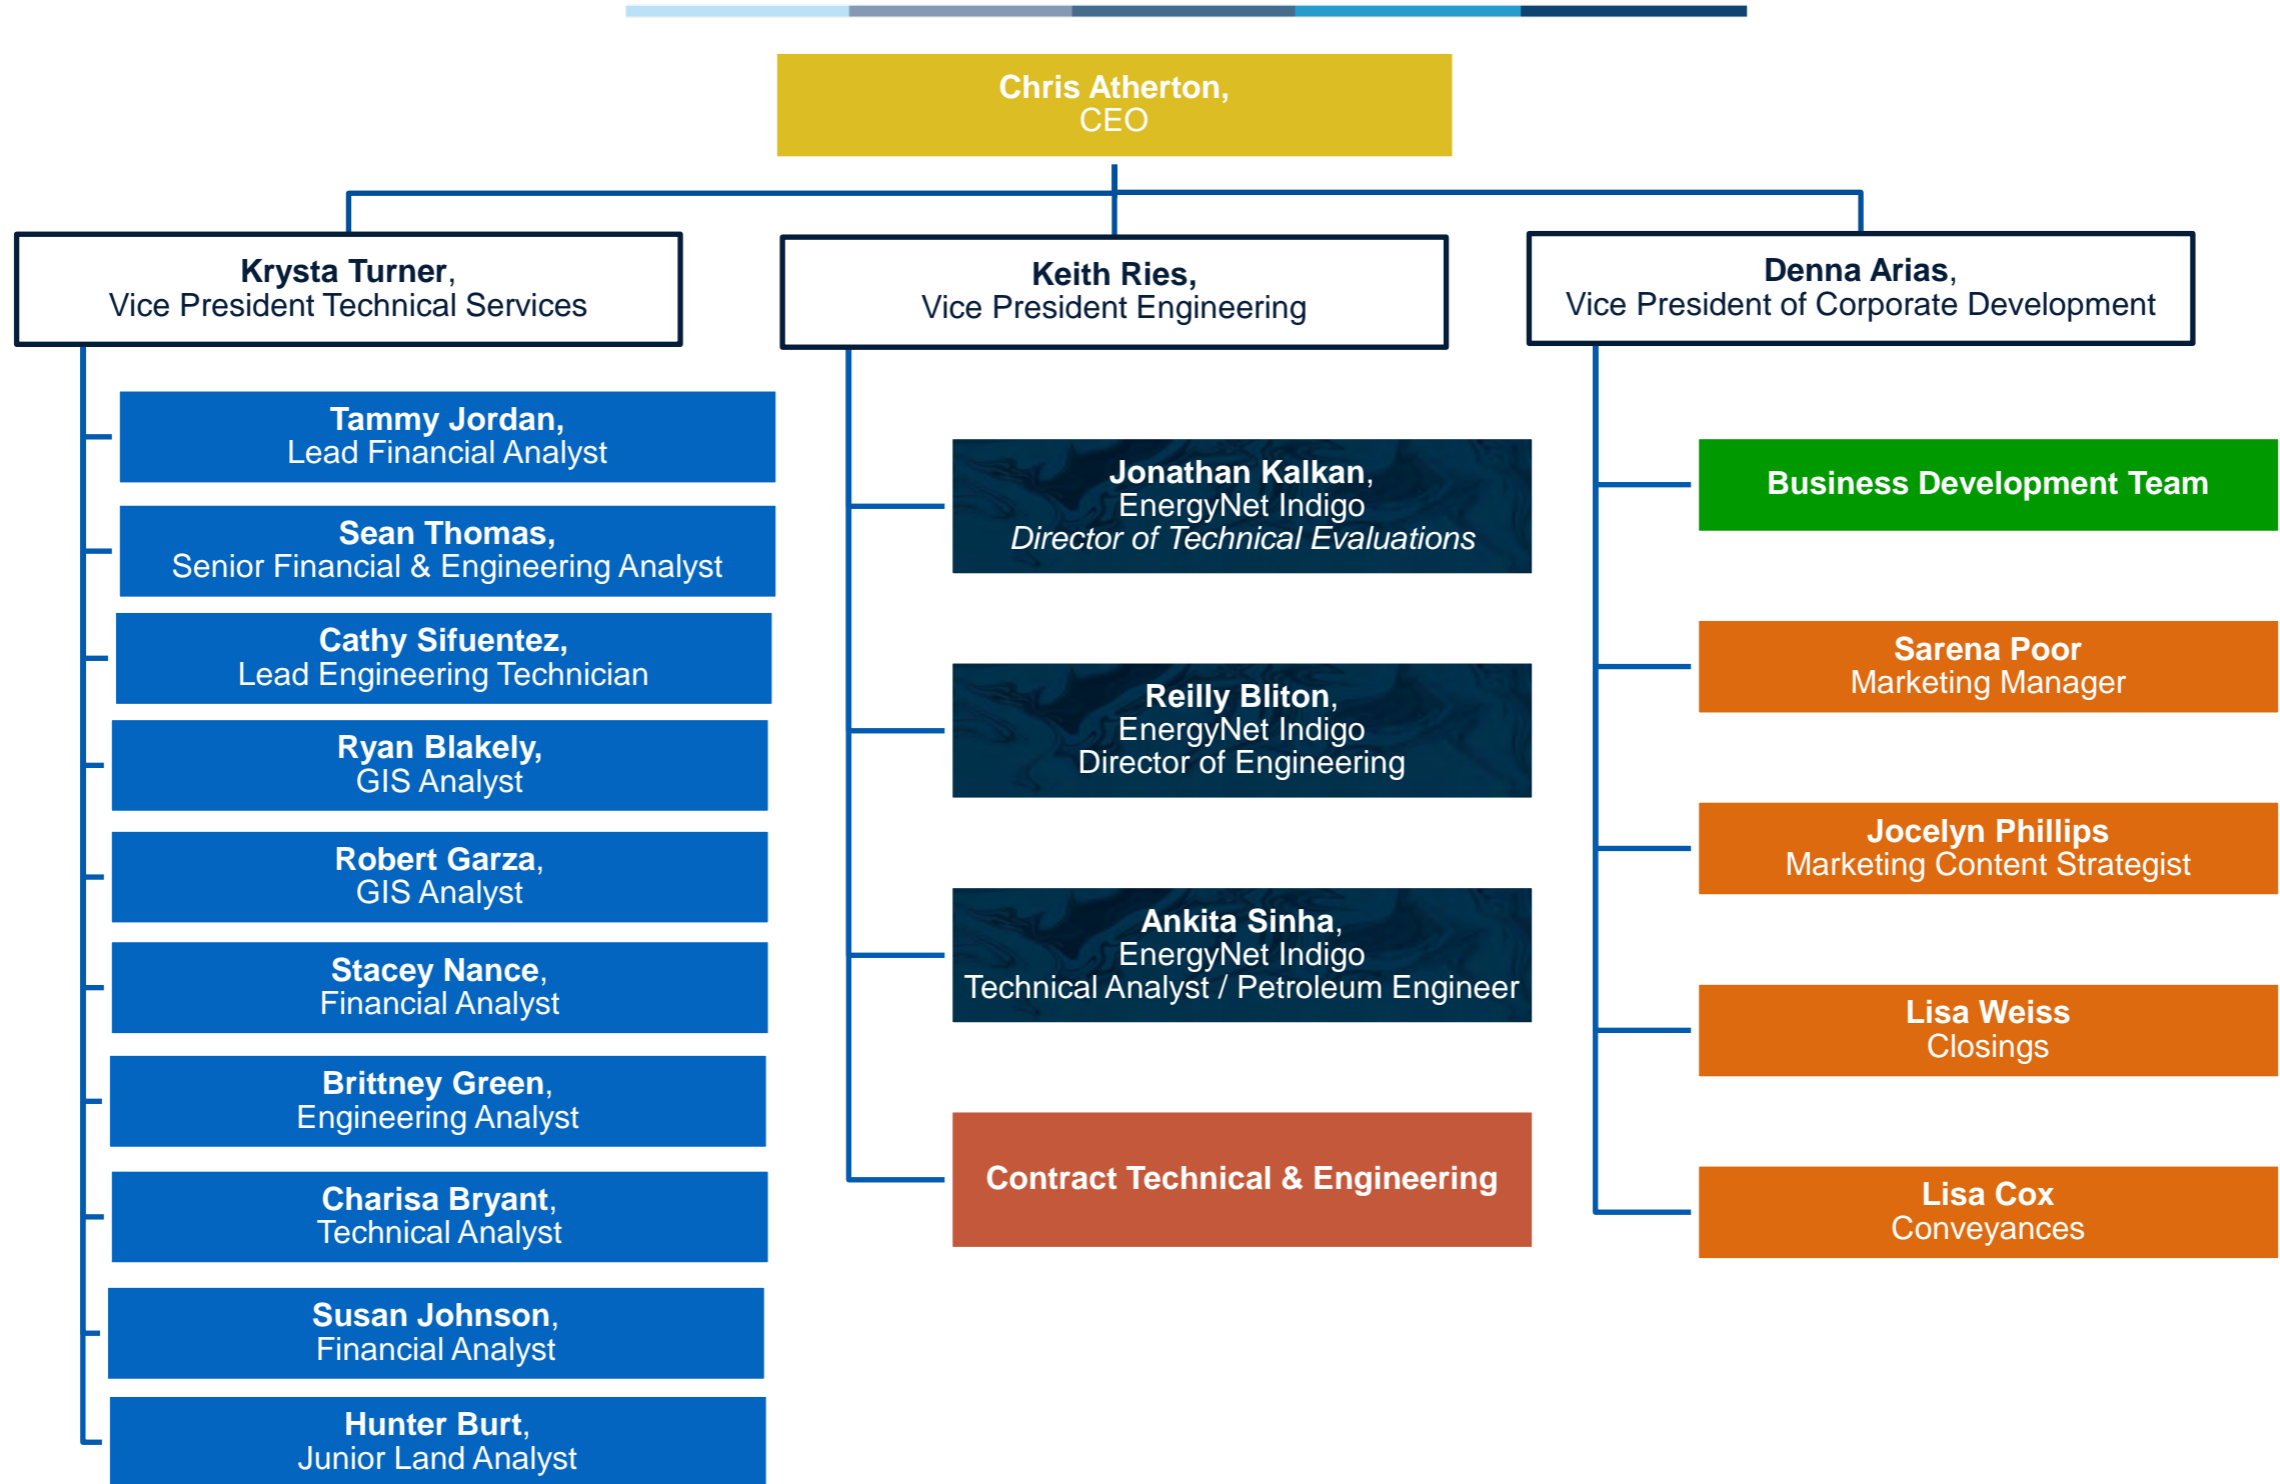 Chris Atherton,
CEO
Krysta Turner,
Vice President Technical Services
Tammy Jordan,
Lead Financial Analyst
Sean Thomas,
Senior Financial & Engineering Analyst
Cathy Sifuentez,
Lead Engineering Technician
Ryan Blakely,
GIS Analyst
Robert Garza,
GIS Analyst
Stacey Nance,
Financial Analyst
Brittney Green,
Engineering Analyst
Charisa Bryant,
Technical Analyst
Susan Johnson,
Financial Analyst
Hunter Burt,
Junior Land Analyst
Keith Ries,
Vice President Engineering
Jonathan Kalkan,
EnergyNet Indigo
Director of Technical Evaluations
Reilly Bliton,
EnergyNet Indigo
Director of Engineering
Ankita Sinha,
EnergyNet Indigo
Technical Analyst / Petroleum Engineer
Contract Technical & Engineering
Denna Arias,
Vice President of Corporate Development
Business Development Team
Sarena Poor
Marketing Manager
Jocelyn Phillips
Marketing Content Strategist
Lisa Weiss
Closings
Lisa Cox
Conveyances